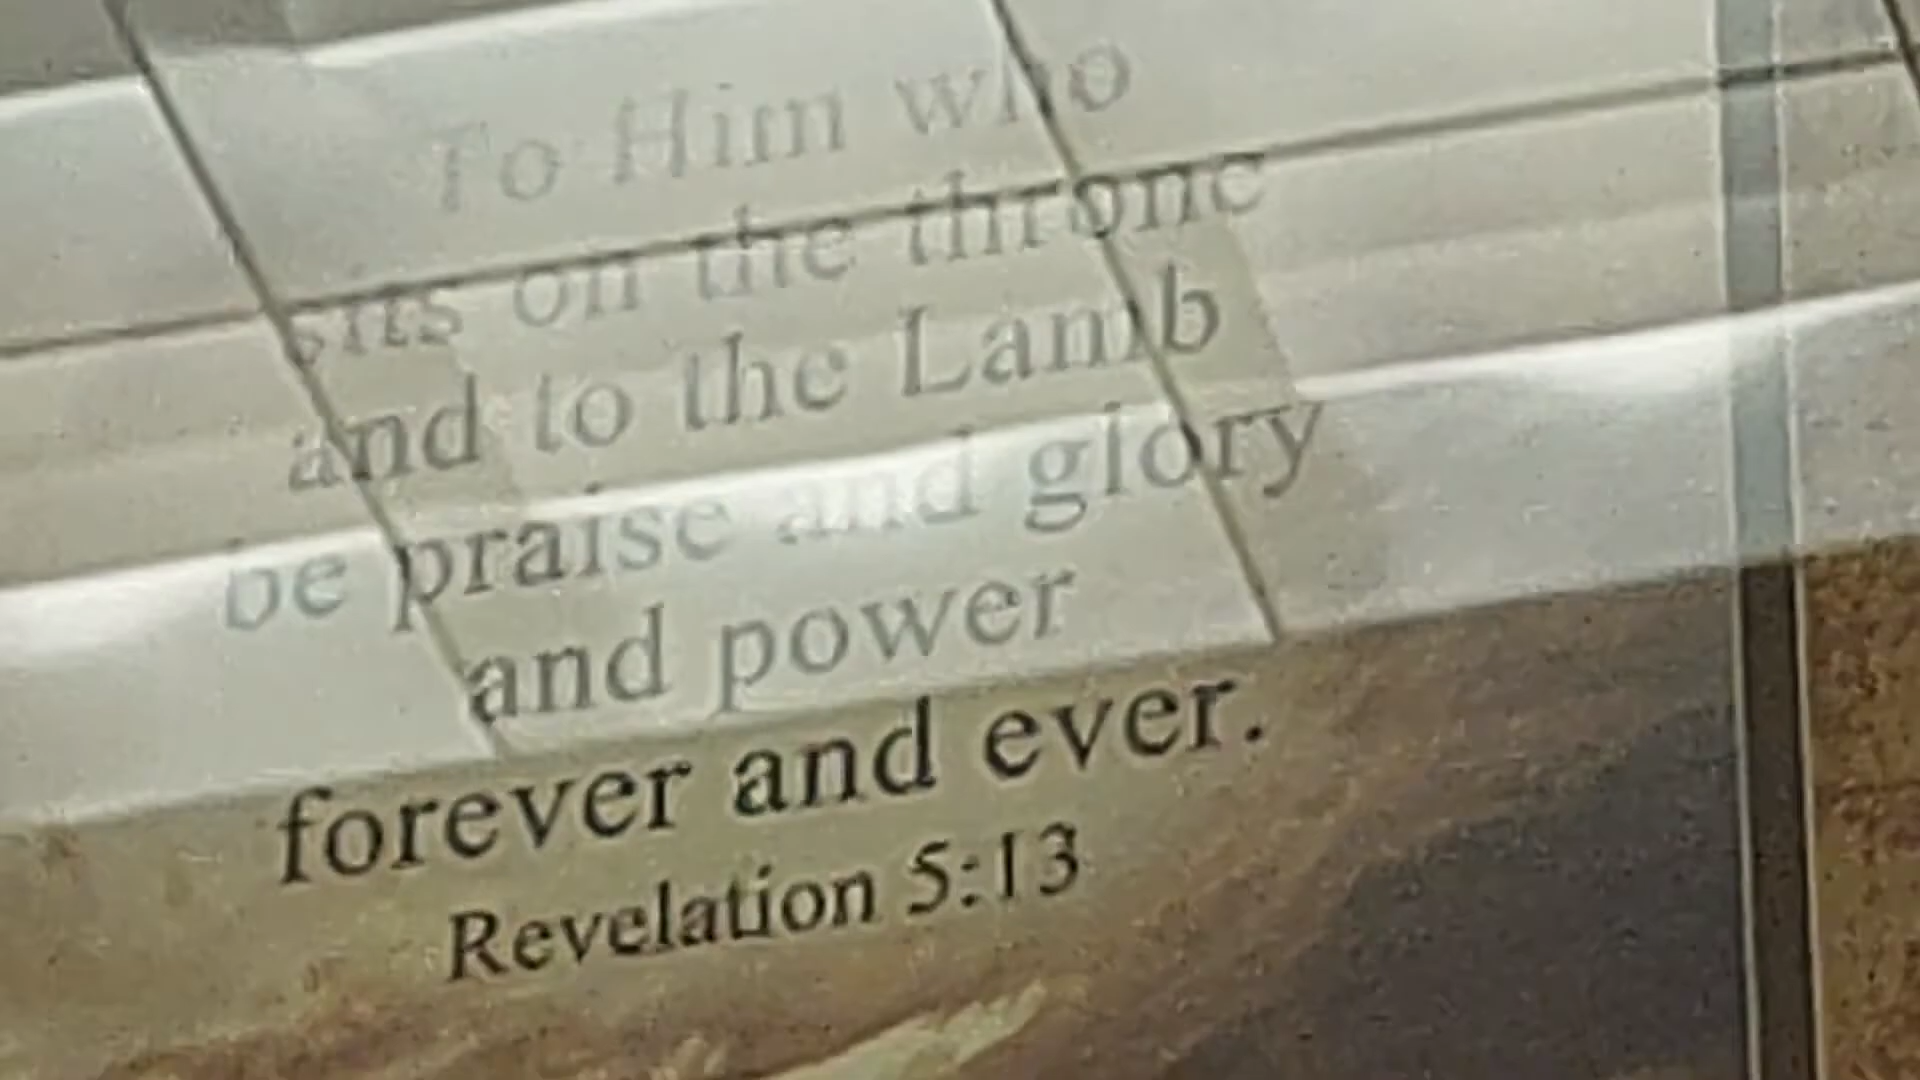 To Him who
sits on the throne
and to the Lamb
be praise and glory
and power
forever and ever.
Revelation 5:13